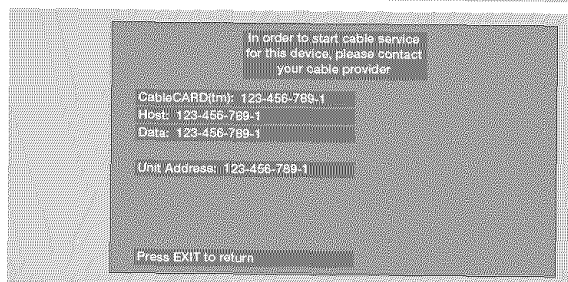 In order to start cable service
for this device, please contact
your cable provider
CableCARD(tm): 123-456-789-1
Host: 123-456-789-1
Data: 123-456-789-1
Unit Address: 123-456-789-1
Press EXIT to return